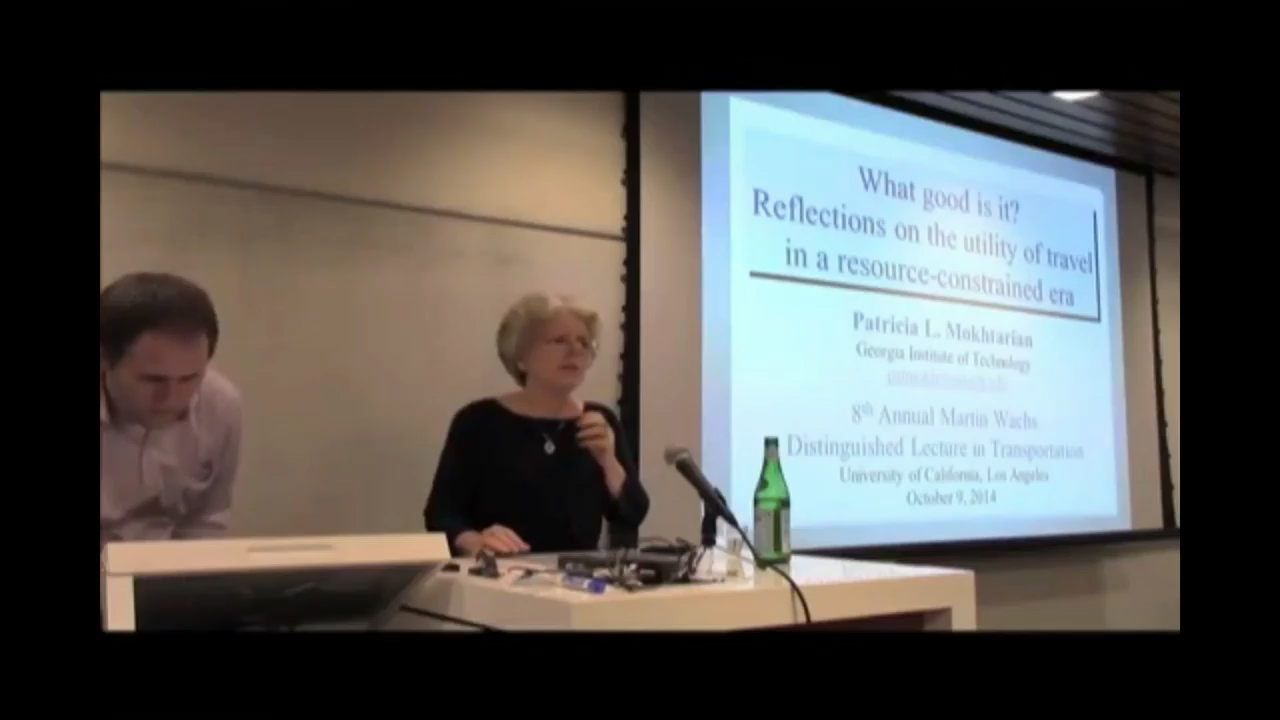 What good is it?
Reflections on the utility of travel
in a resource-constrained era
Patricia L. Mokhtarian
Georgia Institute of Technology
8th Annual Martin Wachs
Distinguished Lecture in Transportation
University of California, Los Angeles
October 9, 2014